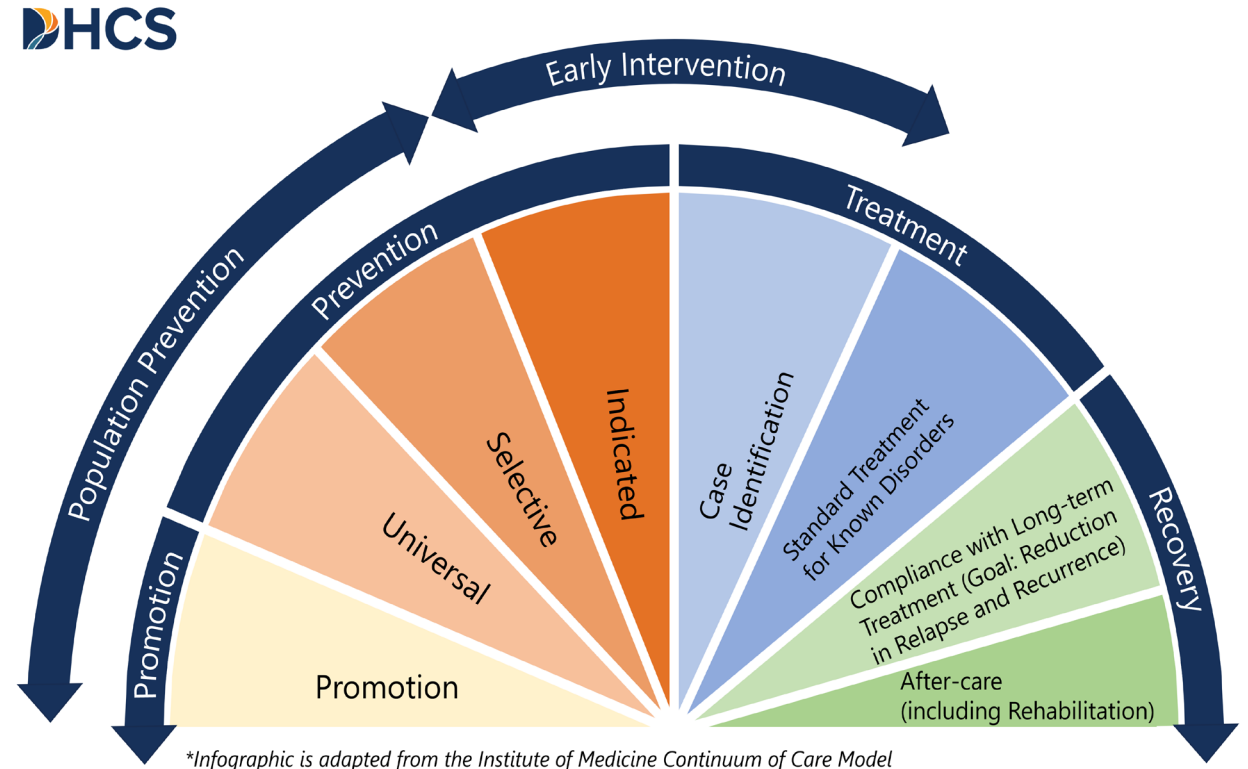 DHCS
Early Intervention
Population Prevention
Prevention
Treatment
Promotion
Recovery
Promotion
Universal
Selective
Indicated
Case
Identification
Standard Treatment
for Known Disorders
Compliance with Long-term
Treatment (Goal: Reduction
in Relapse and Recurrence)
After-care
(including Rehabilitation)
*Infographic is adapted from the Institute of Medicine Continuum of Care Model